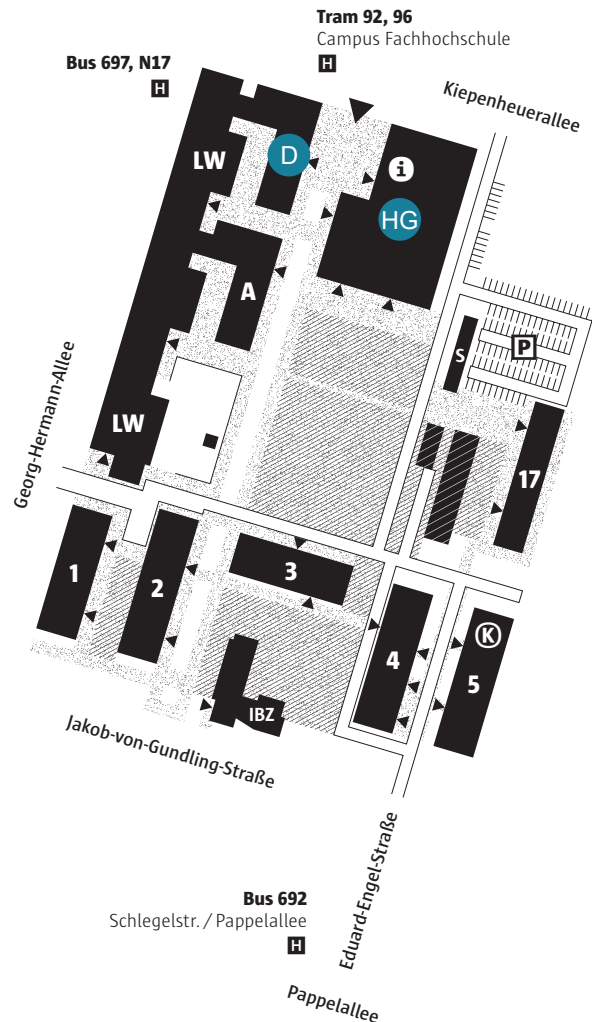 Tram 92, 96
Campus Fachhochschule
H
Bus 697, N17
H
Kiepenheuerallee
LW
D
i
HG
A
S
P
LW
Georg-Hermann-Allee
17
1
2
3
4
K
5
IBZ
Jakob-von-Gundling-Straße
Eduard-Engel-Straße
Bus 692
Schlegelstr. / Pappelallee
H
Pappelallee